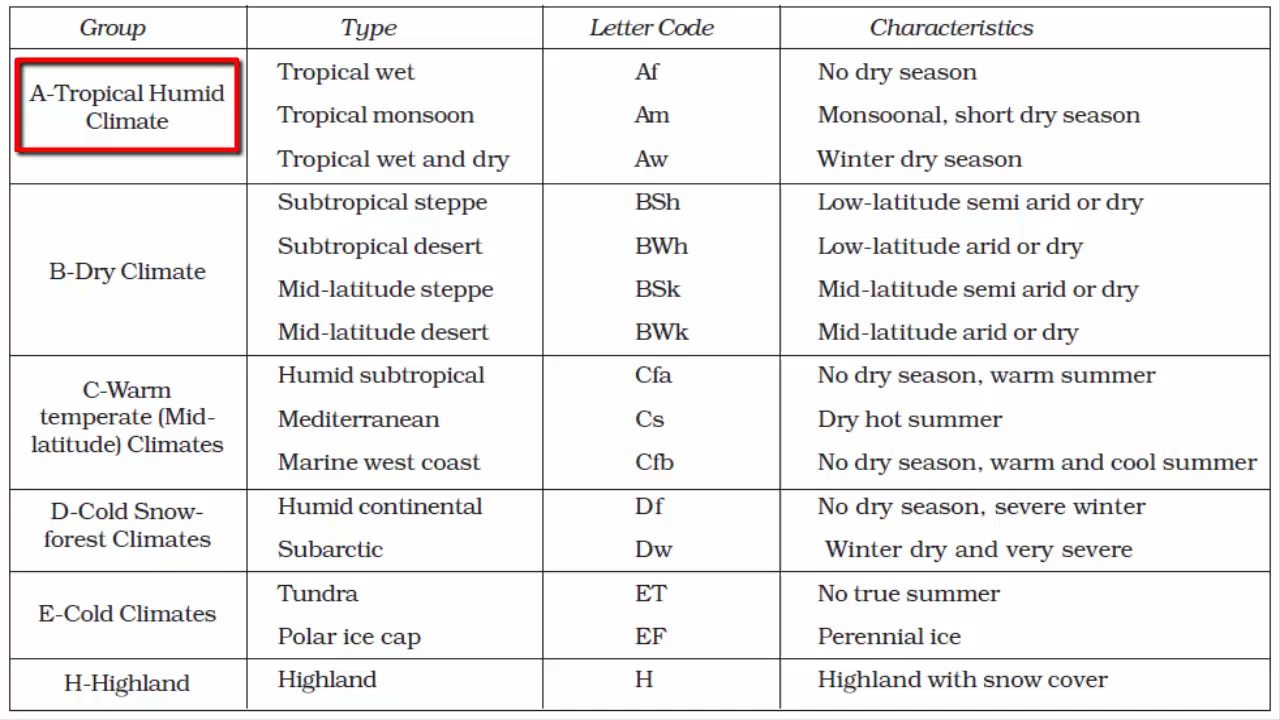 Group Type Letter Code Characteristics
A-Tropical Humid
Climate
Tropical wet Af No dry season
Tropical monsoon Am Monsoonal, short dry season
Tropical wet and dry Aw Winter dry season
B-Dry Climate
Subtropical steppe BSh Low-latitude semi arid or dry
Subtropical desert BWh Low-latitude arid or dry
Mid-latitude steppe BSk Mid-latitude semi arid or dry
Mid-latitude desert BWk Mid-latitude arid or dry
C-Warm
temperate (Mid-
latitude) Climates
Humid subtropical Cfa No dry season, warm summer
Mediterranean Cs Dry hot summer
Marine west coast Cfb No dry season, warm and cool summer
D-Cold Snow-
forest Climates
Humid continental Df No dry season, severe winter
Subarctic Dw Winter dry and very severe
E-Cold Climates
Tundra ET No true summer
Polar ice cap EF Perennial ice
H-Highland Highland H Highland with snow cover